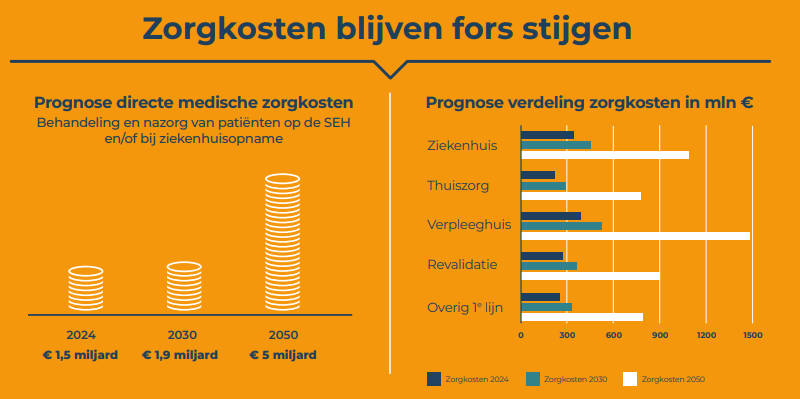 Zorgkosten blijven fors stijgen
Prognose directe medische zorgkosten
Behandeling en nazorg van patiënten op de SEH
en/of bij ziekenhuisopname
2024 2030 2050
€ 1,5 miljard € 1,9 miljard € 5 miljard
Prognose verdeling zorgkosten in mln €
Ziekenhuis
Thuiszorg
Verpleeghuis
Revalidatie
Overig 1e lijn
0 300 600 900 1200 1500
Zorgkosten 2024 Zorgkosten 2030 Zorgkosten 2050